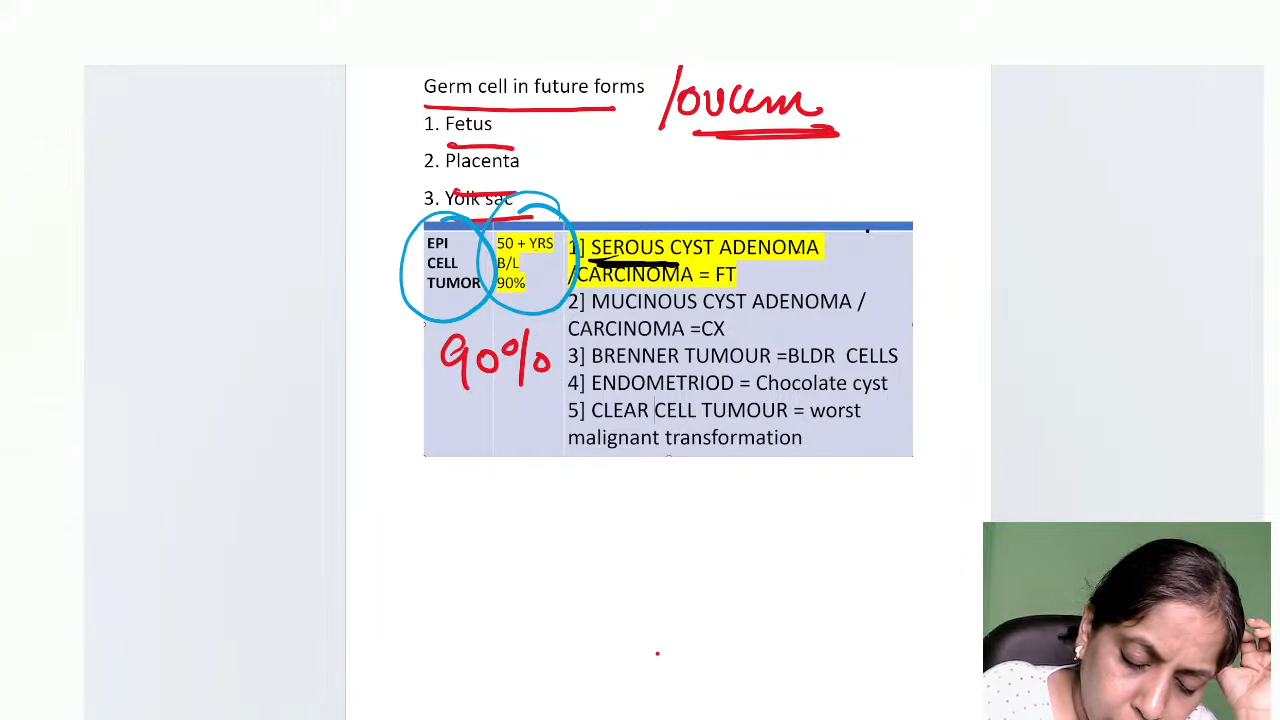 Germ cell in future forms
/ovum
1. Fetus
2. Placenta
3. Yolk sac
EPI
CELL
TUMOR
50 + YRS
B/L
90%
90%
1] SEROUS CYST ADENOMA
/CARCINOMA = FT
2] MUCINOUS CYST ADENOMA /
CARCINOMA =CX
3] BRENNER TUMOUR =BLDR CELLS
4] ENDOMETRIOD = Chocolate cyst
5] CLEAR CELL TUMOUR = worst
malignant transformation